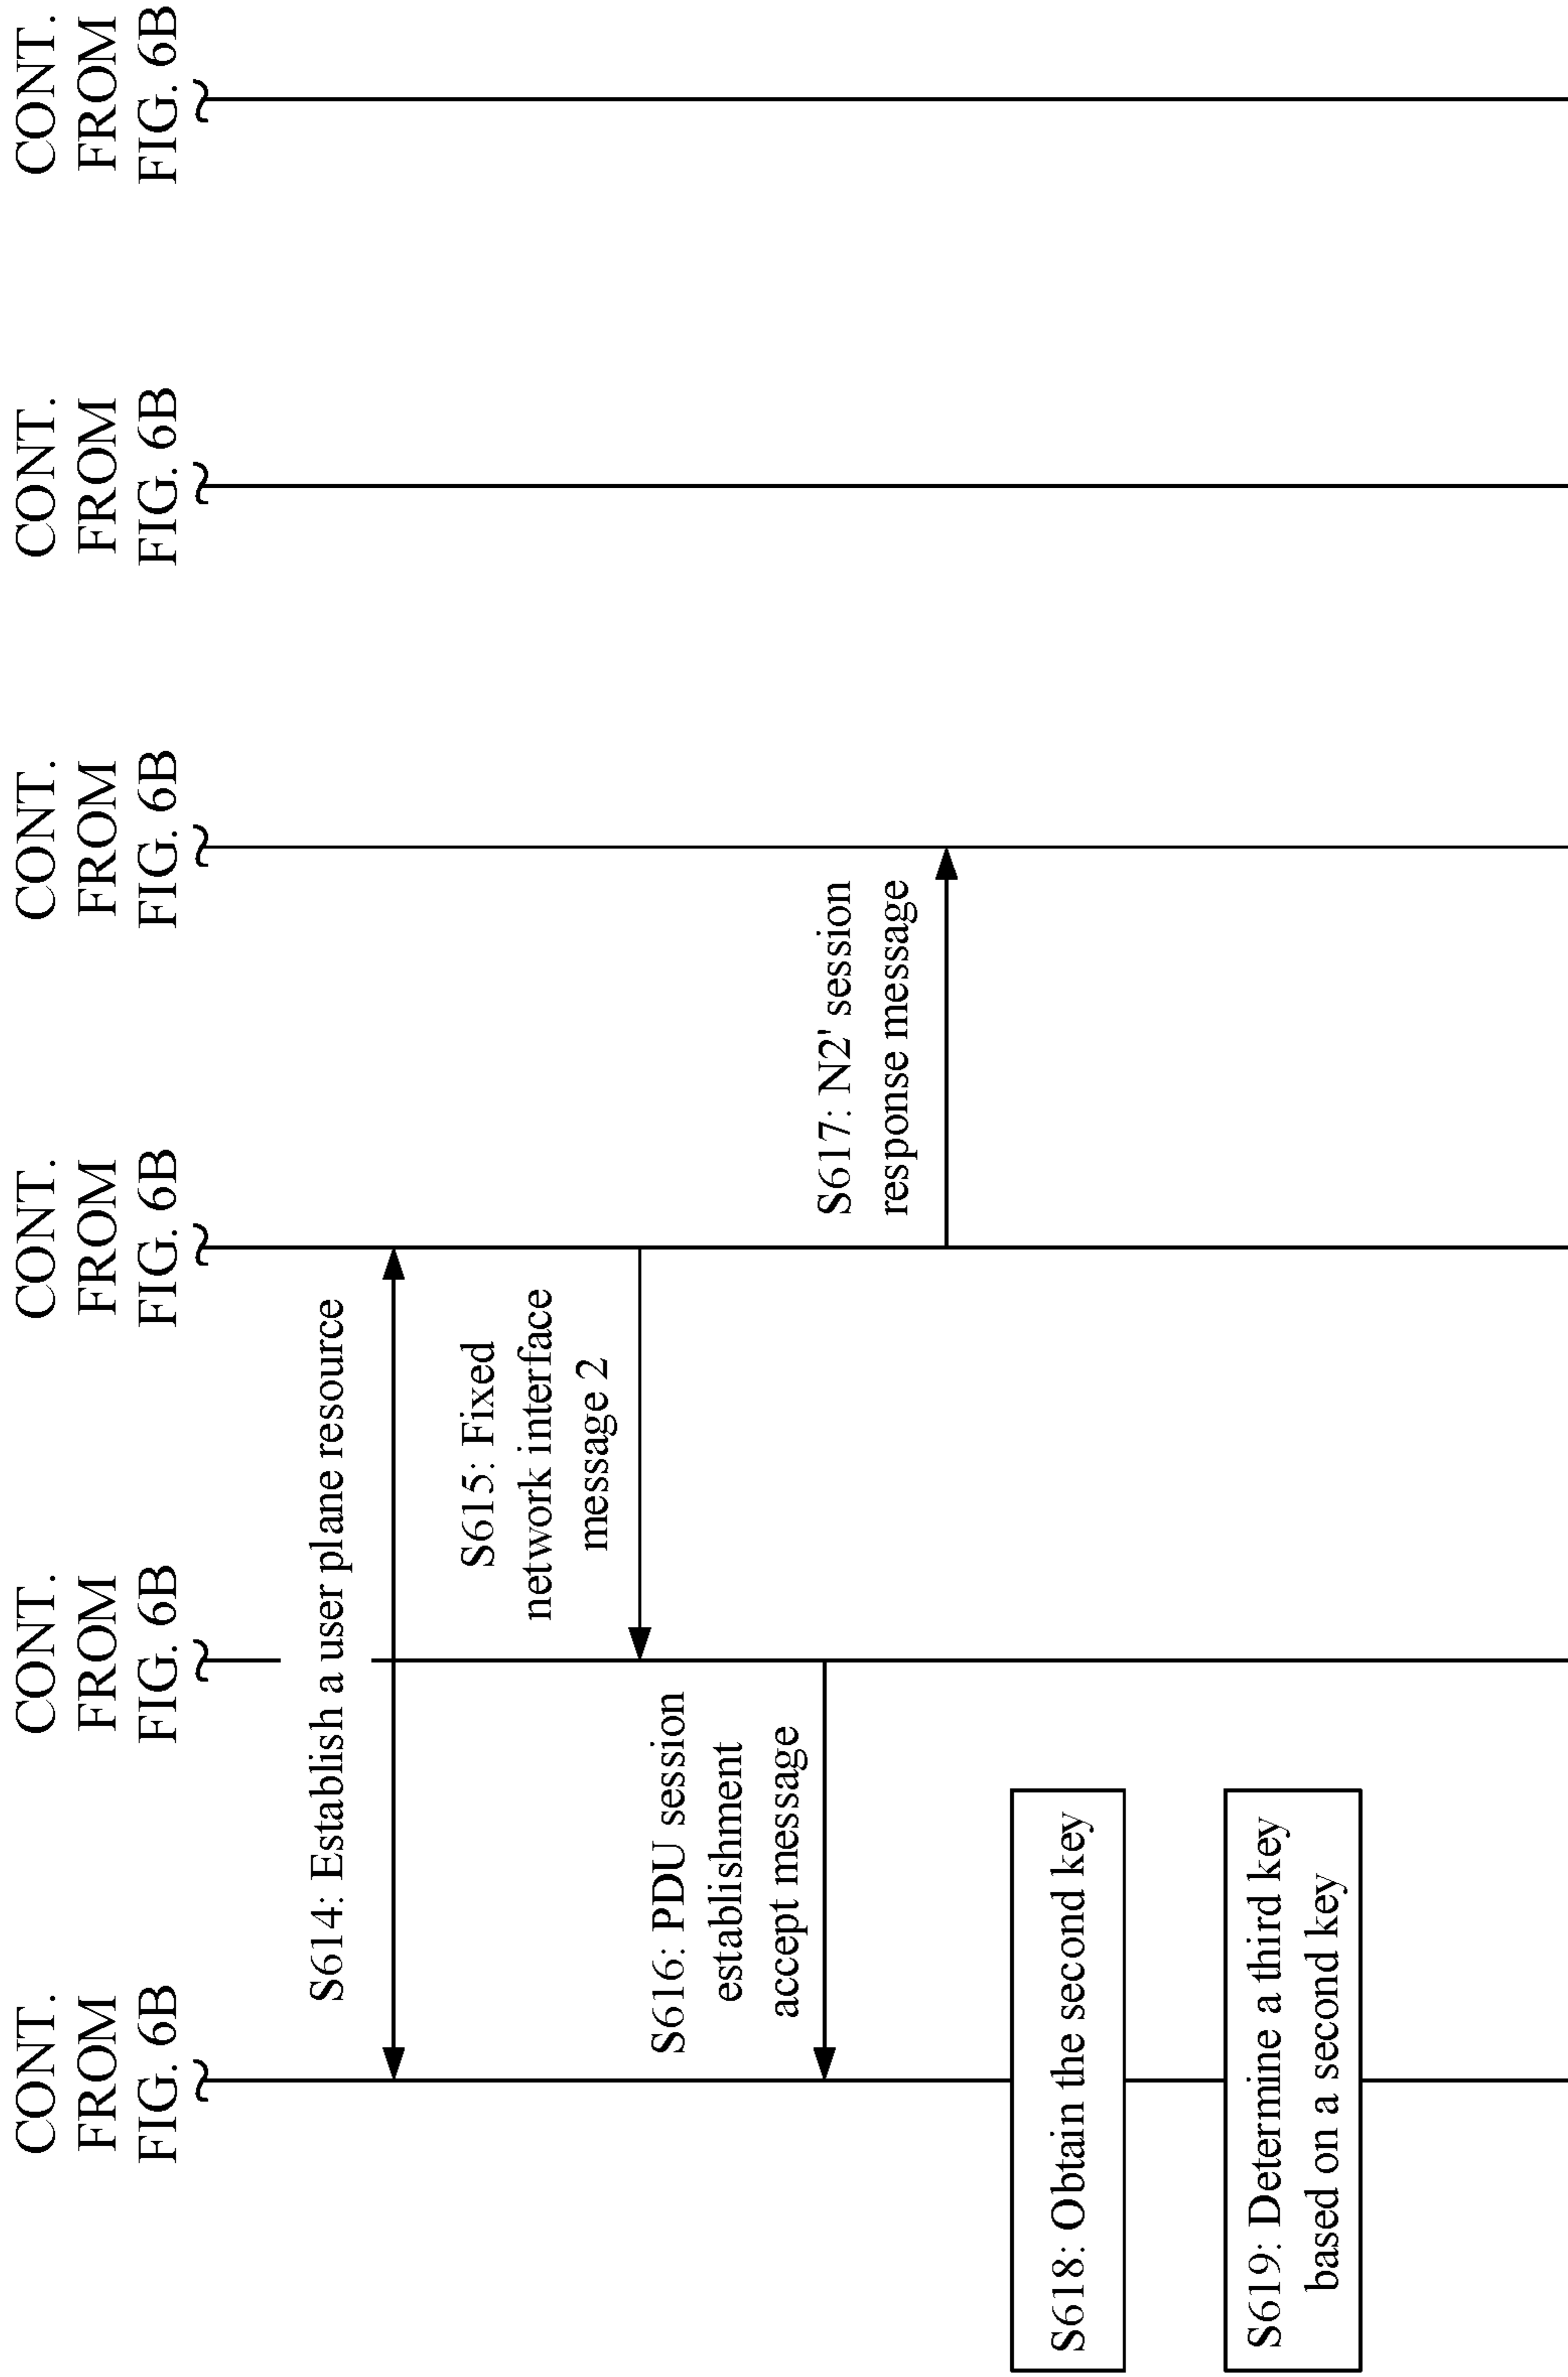 CONT.
FROM
FIG. 6B
CONT.
FROM
FIG. 6B
CONT.
FROM
FIG. 6B
CONT.
FROM
FIG. 6B
CONT.
FROM
FIG. 6B
CONT.
FROM
FIG. 6B
S614: Establish a user plane resource
S615: Fixed
network interface
message 2
S616: PDU session
establishment
accept message
S617: N2' session
response message
S618: Obtain the second key
S619: Determine a third key
based on a second key